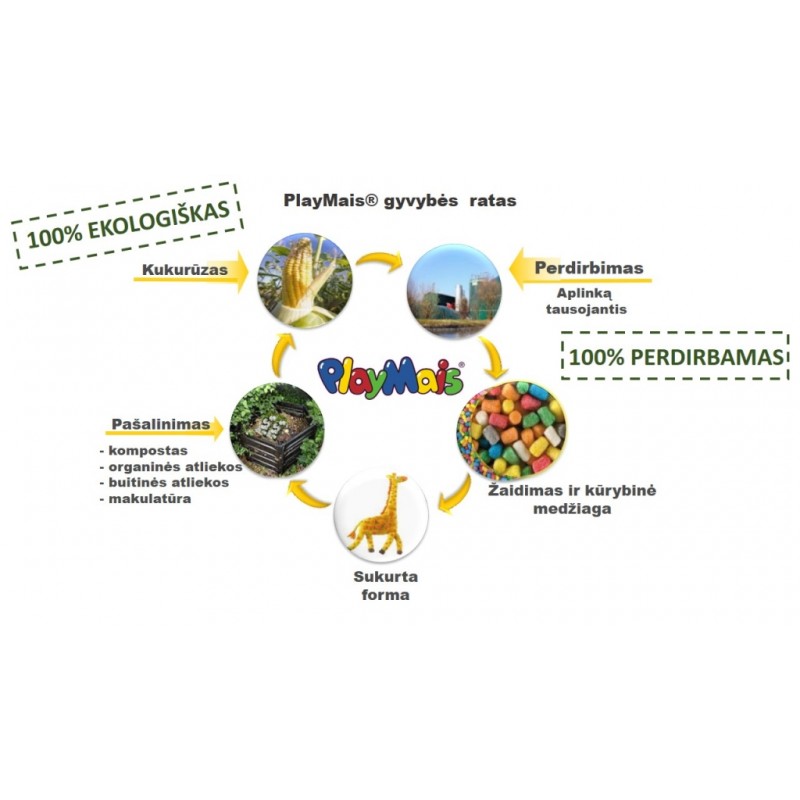 PlayMais® gyvybės ratas
100% EKOLOGIŠKAS
Kukurūzas
Perdirbimas
Aplinką
tausojantis
100% PERDIRBAMAS
PlayMais®
Pašalinimas
- kompostas
- organinės atliekos
- buitinės atliekos
- makulatūra
Žaidimas ir kūrybinė
medžiaga
Sukurta
forma